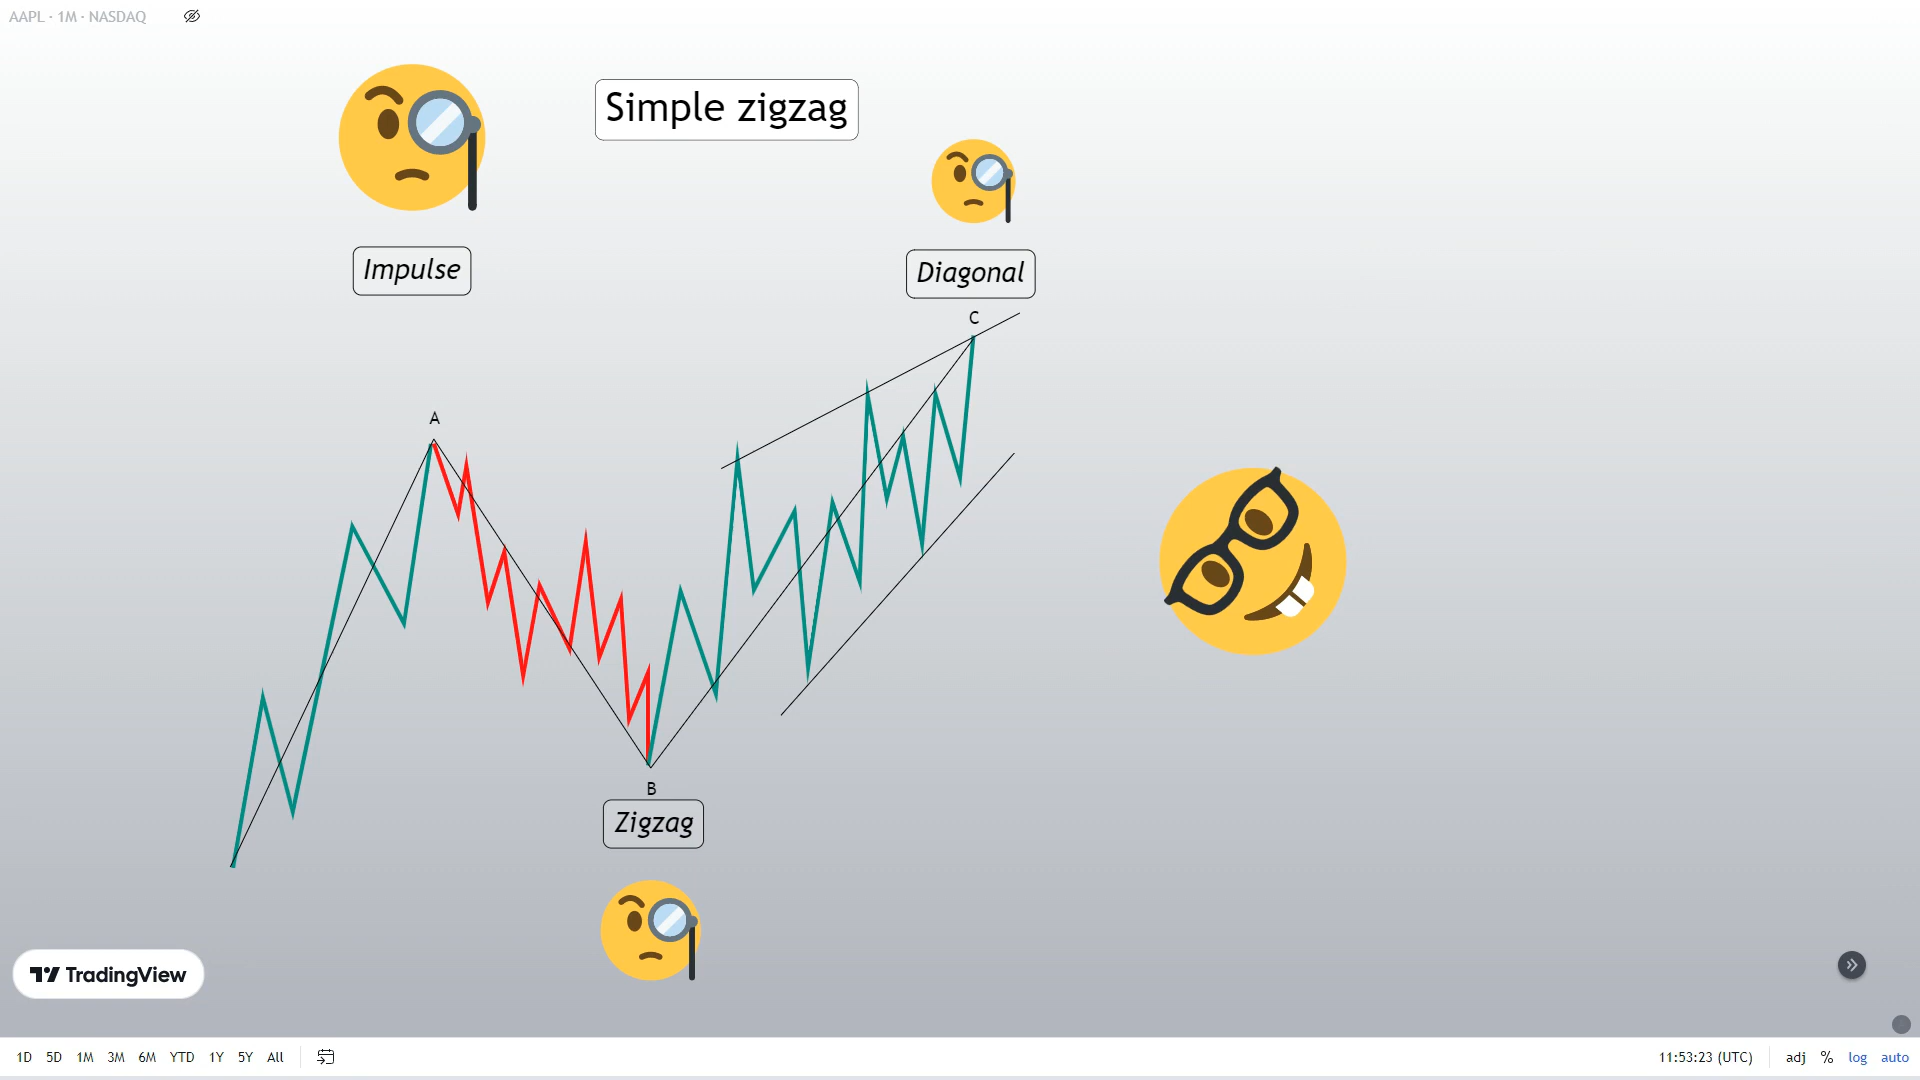 AAPL · 1M · NASDAQ
Simple zigzag
Impulse
Diagonal
C
A
B
Zigzag
TradingView
1D 5D 1M 3M 6M YTD 1Y 5Y All
11:53:23 (UTC) adj % log auto